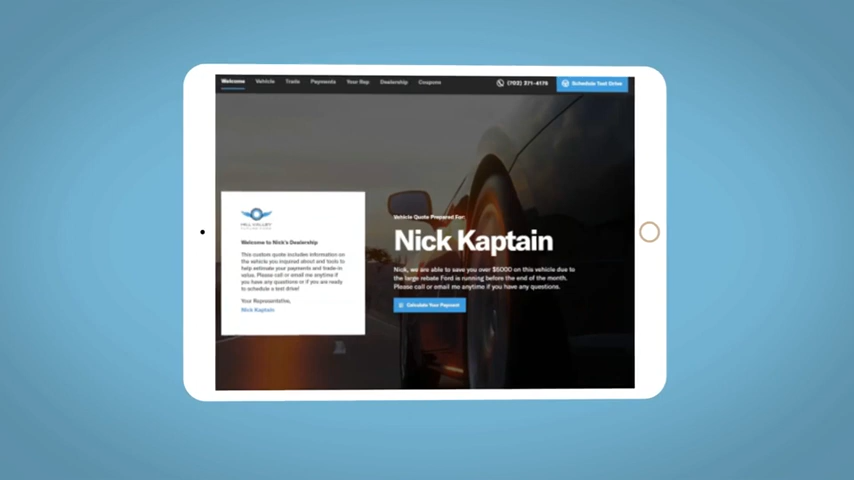 Welcome Vehicle Trade Payments Your Rep Dealership Coupons (702) 371-4176 Schedule Test Drive
HILL VALLEY
Welcome to Nick's Dealership
This custom quote includes information on
the vehicle you inquired about and tools to
help estimate your payments and trade-in
value. Please call or email me anytime if
you have any questions or if you are ready
to schedule a test drive!
Your Representative,
Nick Kaptain
Vehicle Quote Prepared For:
Nick Kaptain
Nick, we are able to save you over $6000 on this vehicle due to
the large rebate Ford is running before the end of the month.
Please call or email me anytime if you have any questions.
Calculate Your Payment